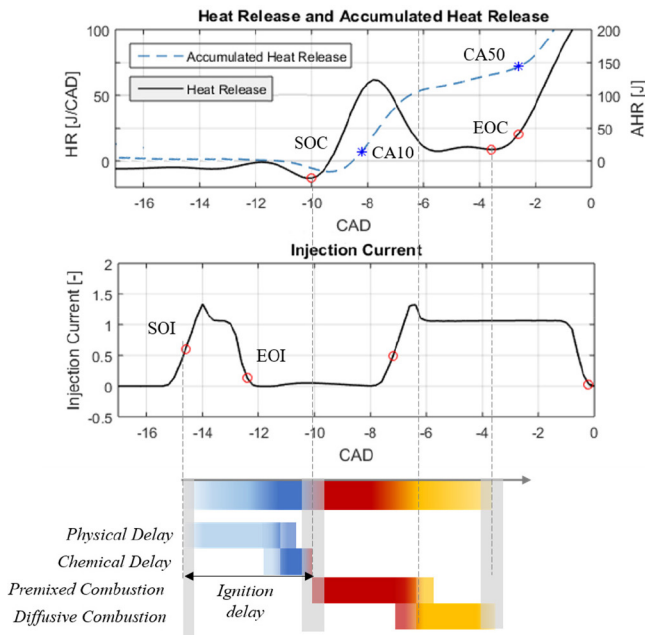 Heat Release and Accumulated Heat Release
100
50
0
HR [J/CAD]
Accumulated Heat Release
Heat Release
SOC
CA10
CA50
EOC
200
150
100
50
0
AHR [J]
-16 -14 -12 -10 -8 -6 -4 -2 0
CAD
Injection Current
2
1.5
1
0.5
0
-0.5
Injection Current [-]
SOI
EOI
-16 -14 -12 -10 -8 -6 -4 -2 0
CAD
Physical Delay
Chemical Delay
Premixed Combustion
Ignition
delay
Diffusive Combustion